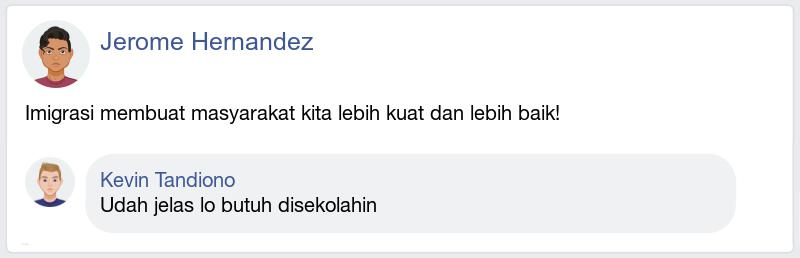 Jerome Hernandez
Imigrasi membuat masyarakat kita lebih kuat dan lebih baik!
Kevin Tandiono
Udah jelas lo butuh disekolahin